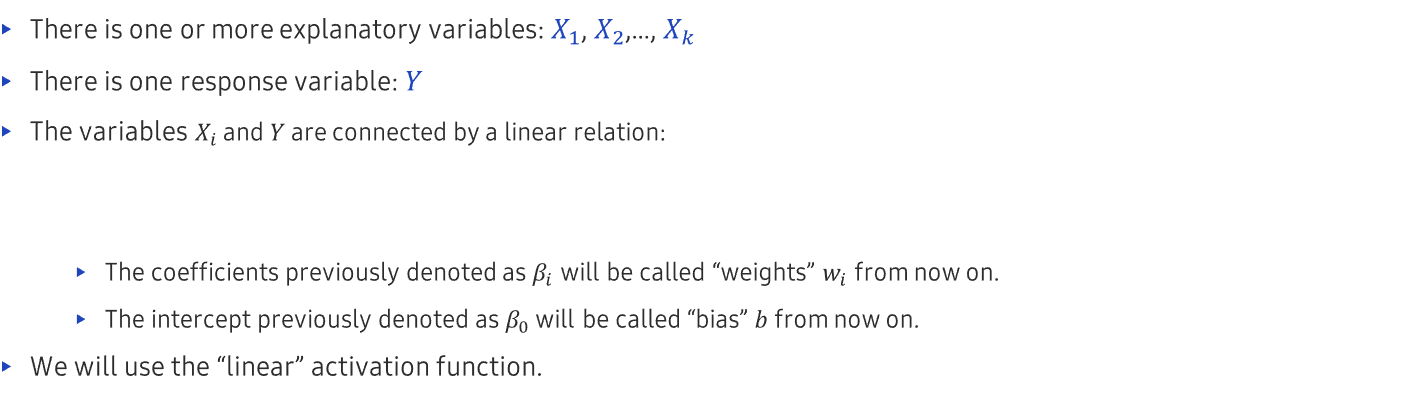 ▸ There is one or more explanatory variables: X₁, X₂,..., Xₖ
▸ There is one response variable: Y
▸ The variables Xᵢ and Y are connected by a linear relation:
▸ The coefficients previously denoted as βᵢ will be called “weights” wᵢ from now on.
▸ The intercept previously denoted as β₀ will be called “bias” b from now on.
▸ We will use the “linear” activation function.